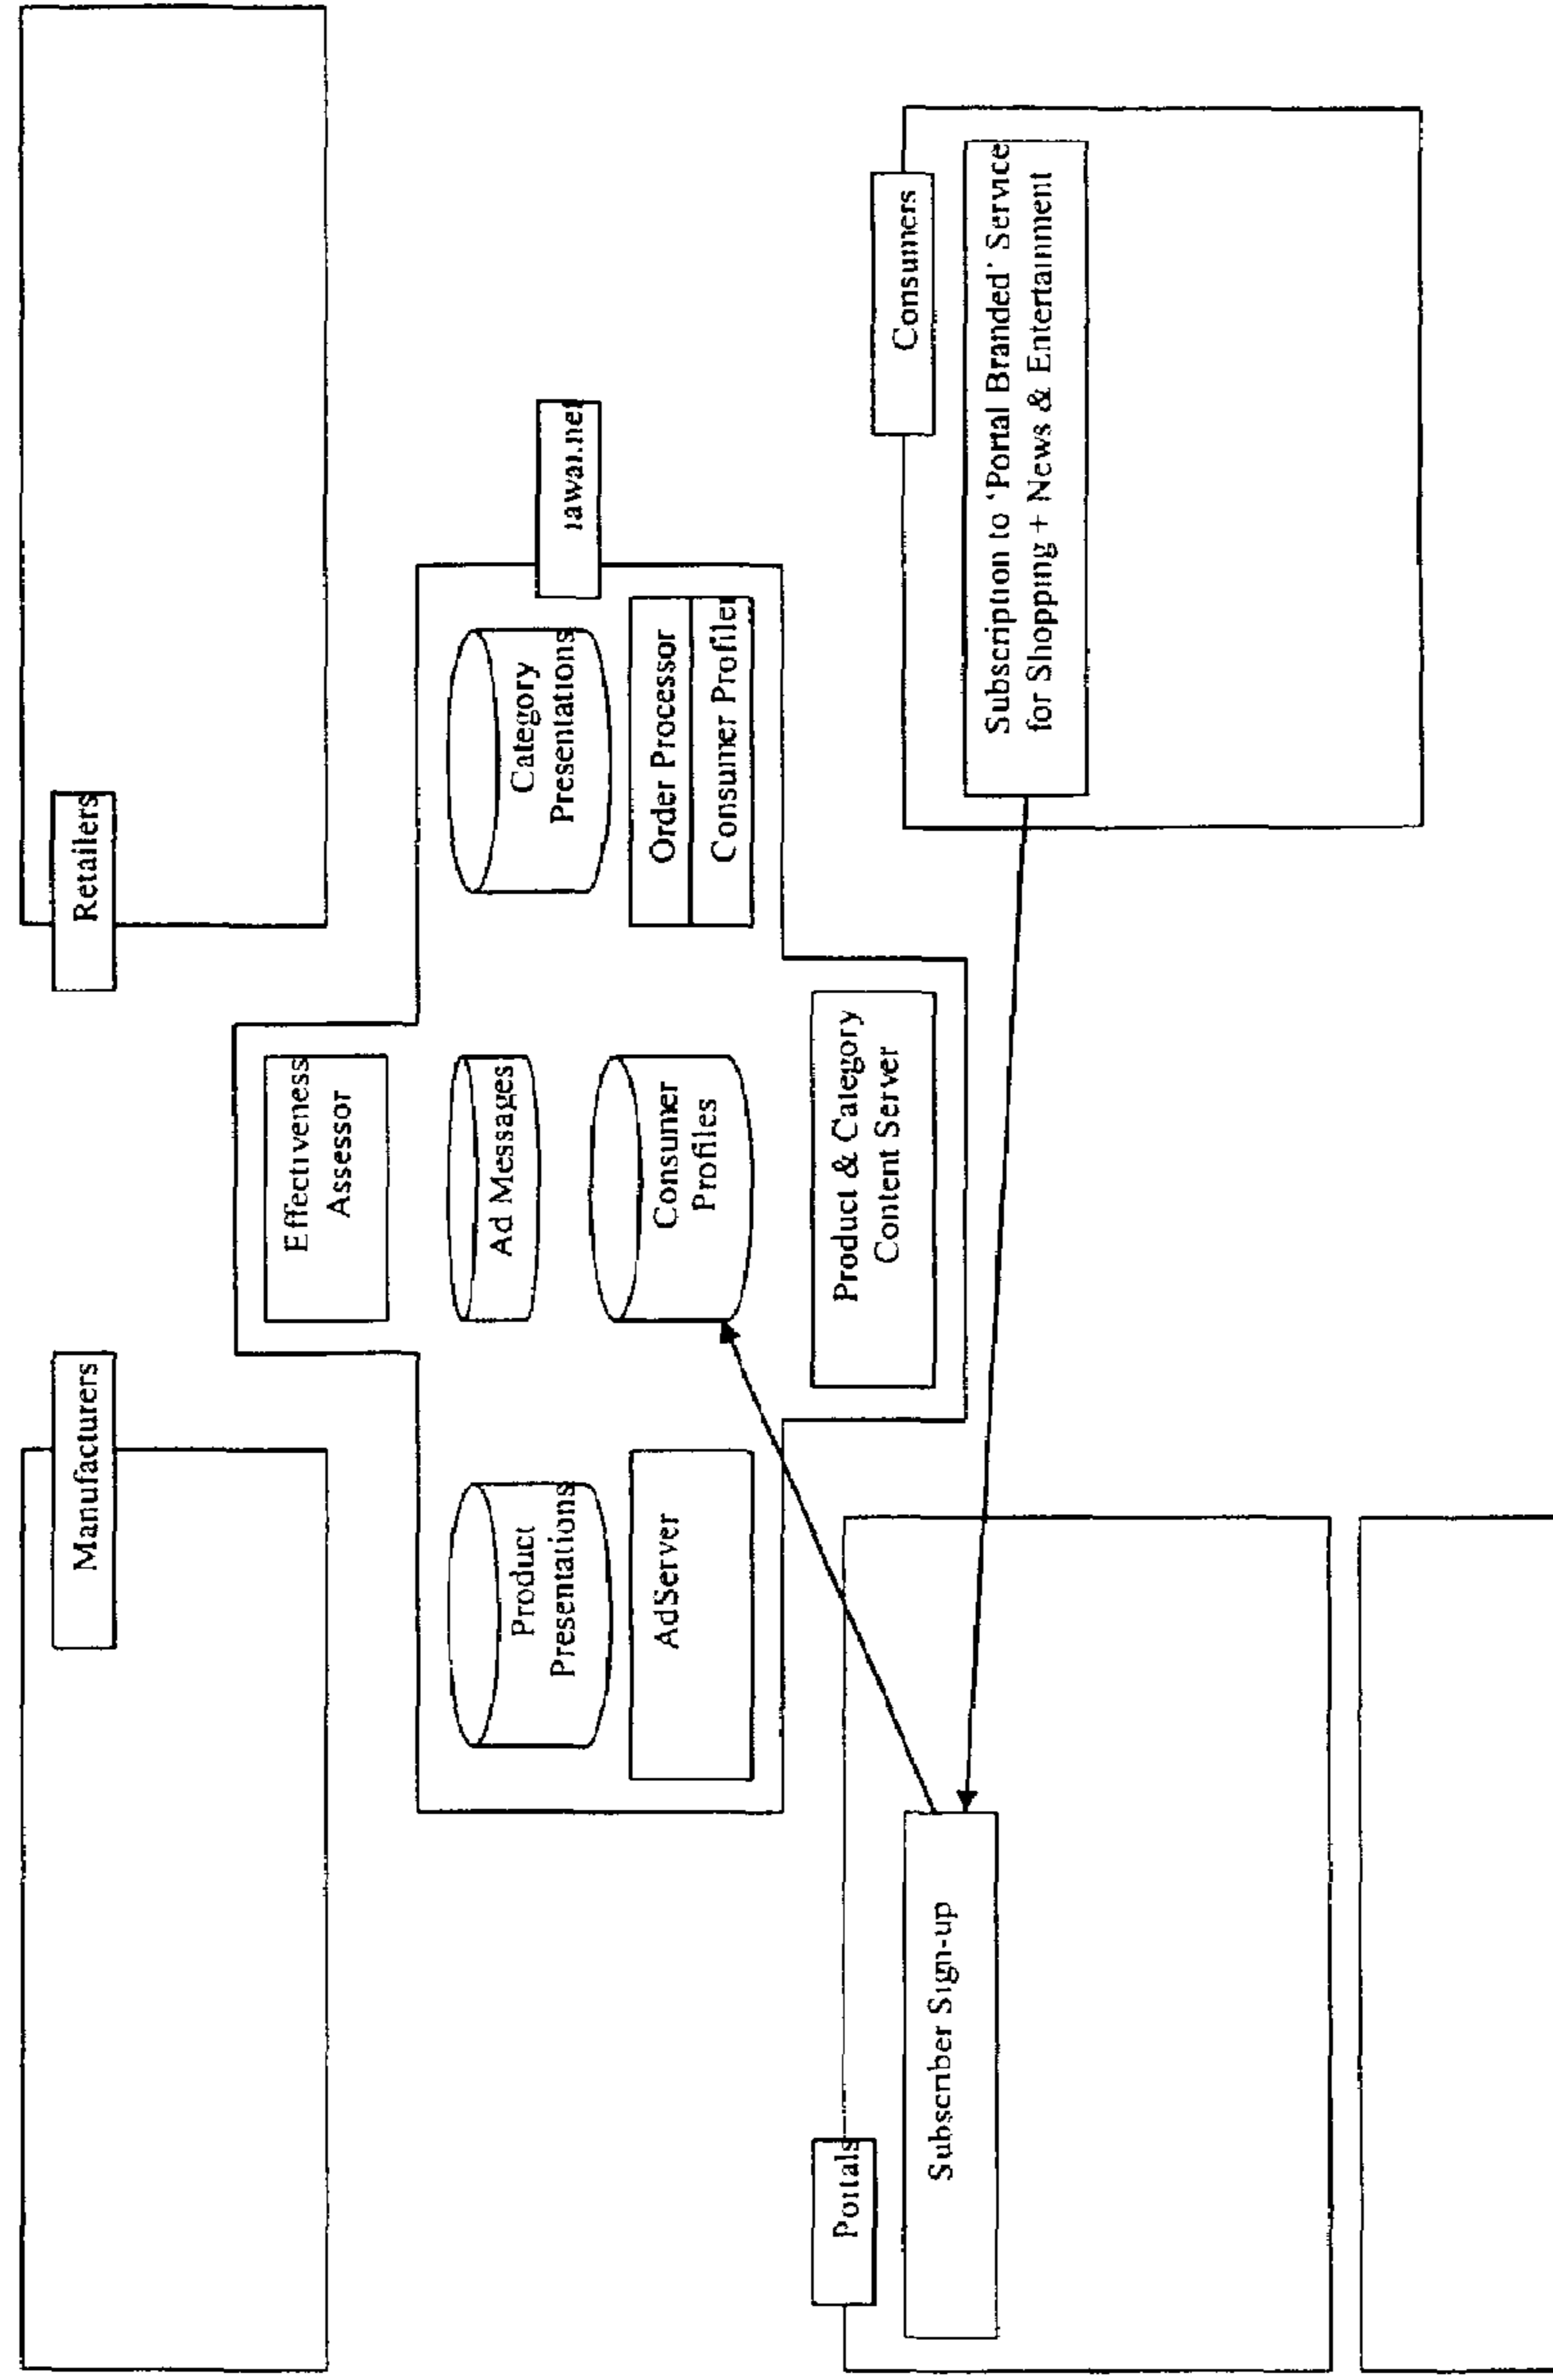 Manufacturers
Retailers
Effectiveness
Assessor
Product
Presentations
Ad Messages
Category
Presentations
AdServer
Consumer
Profiles
Order Processor
Consumer Profiler
Product & Category
Content Server
Portals
Subscriber Sign-up
Consumers
Subscription to 'Portal Branded' Service
for Shopping + News & Entertainment